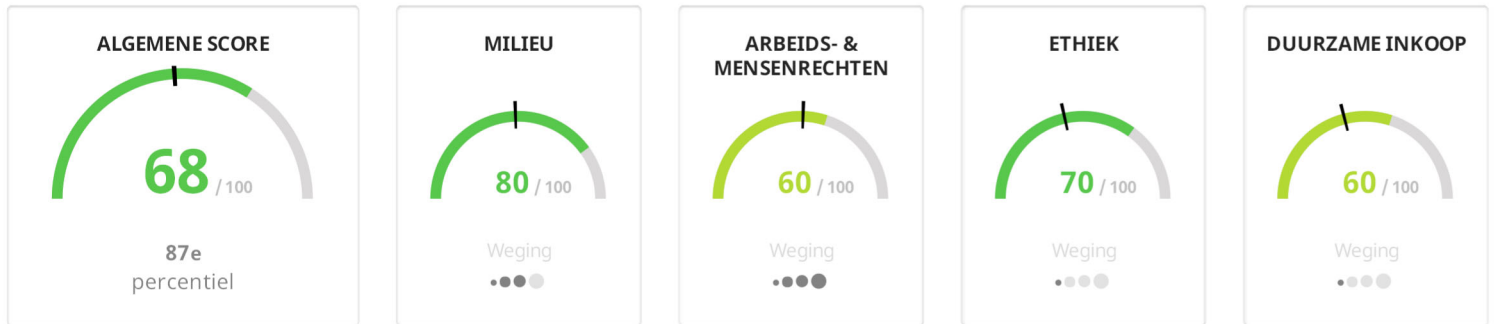 ALGEMENE SCORE
68 / 100
87e
percentiel
MILIEU
80 / 100
Weging
ARBEIDS- &
MENSENRECHTEN
60 / 100
Weging
ETHIEK
70 / 100
Weging
DUURZAME INKOOP
60 / 100
Weging